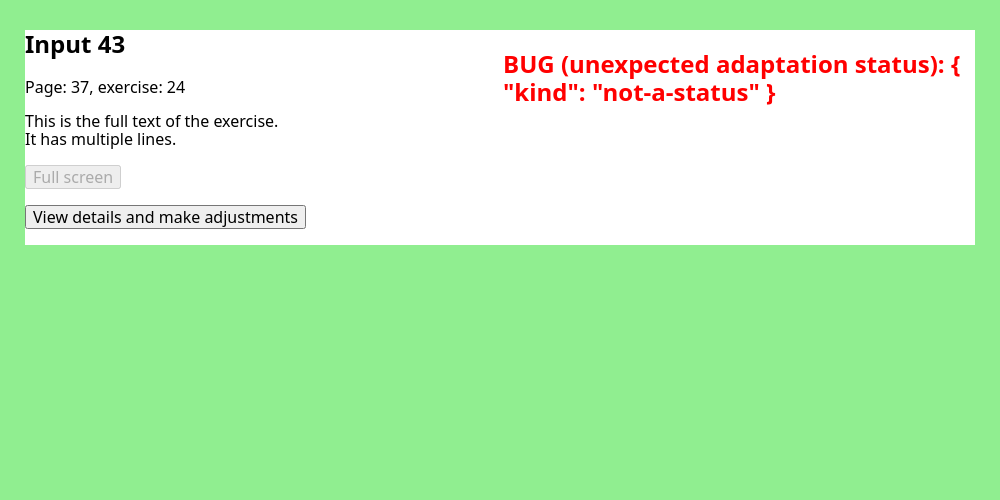 Input 43
Page: 37, exercise: 24
This is the full text of the exercise.
It has multiple lines.
Full screen
View details and make adjustments
BUG (unexpected adaptation status): {
"kind": "not-a-status" }